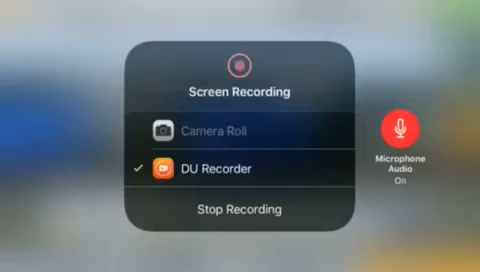 Screen Recording
Camera Roll
DU Recorder
Stop Recording
Microphone
Audio
On